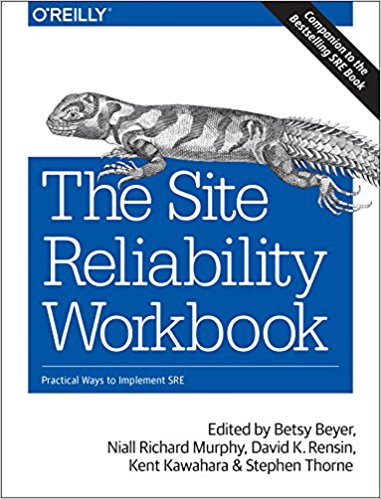 O'REILLY®
Companion to the
Bestselling SRE Book
The Site
Reliability
Workbook
Practical Ways to Implement SRE
Edited by Betsy Beyer,
Niall Richard Murphy, David K. Rensin,
Kent Kawahara & Stephen Thorne